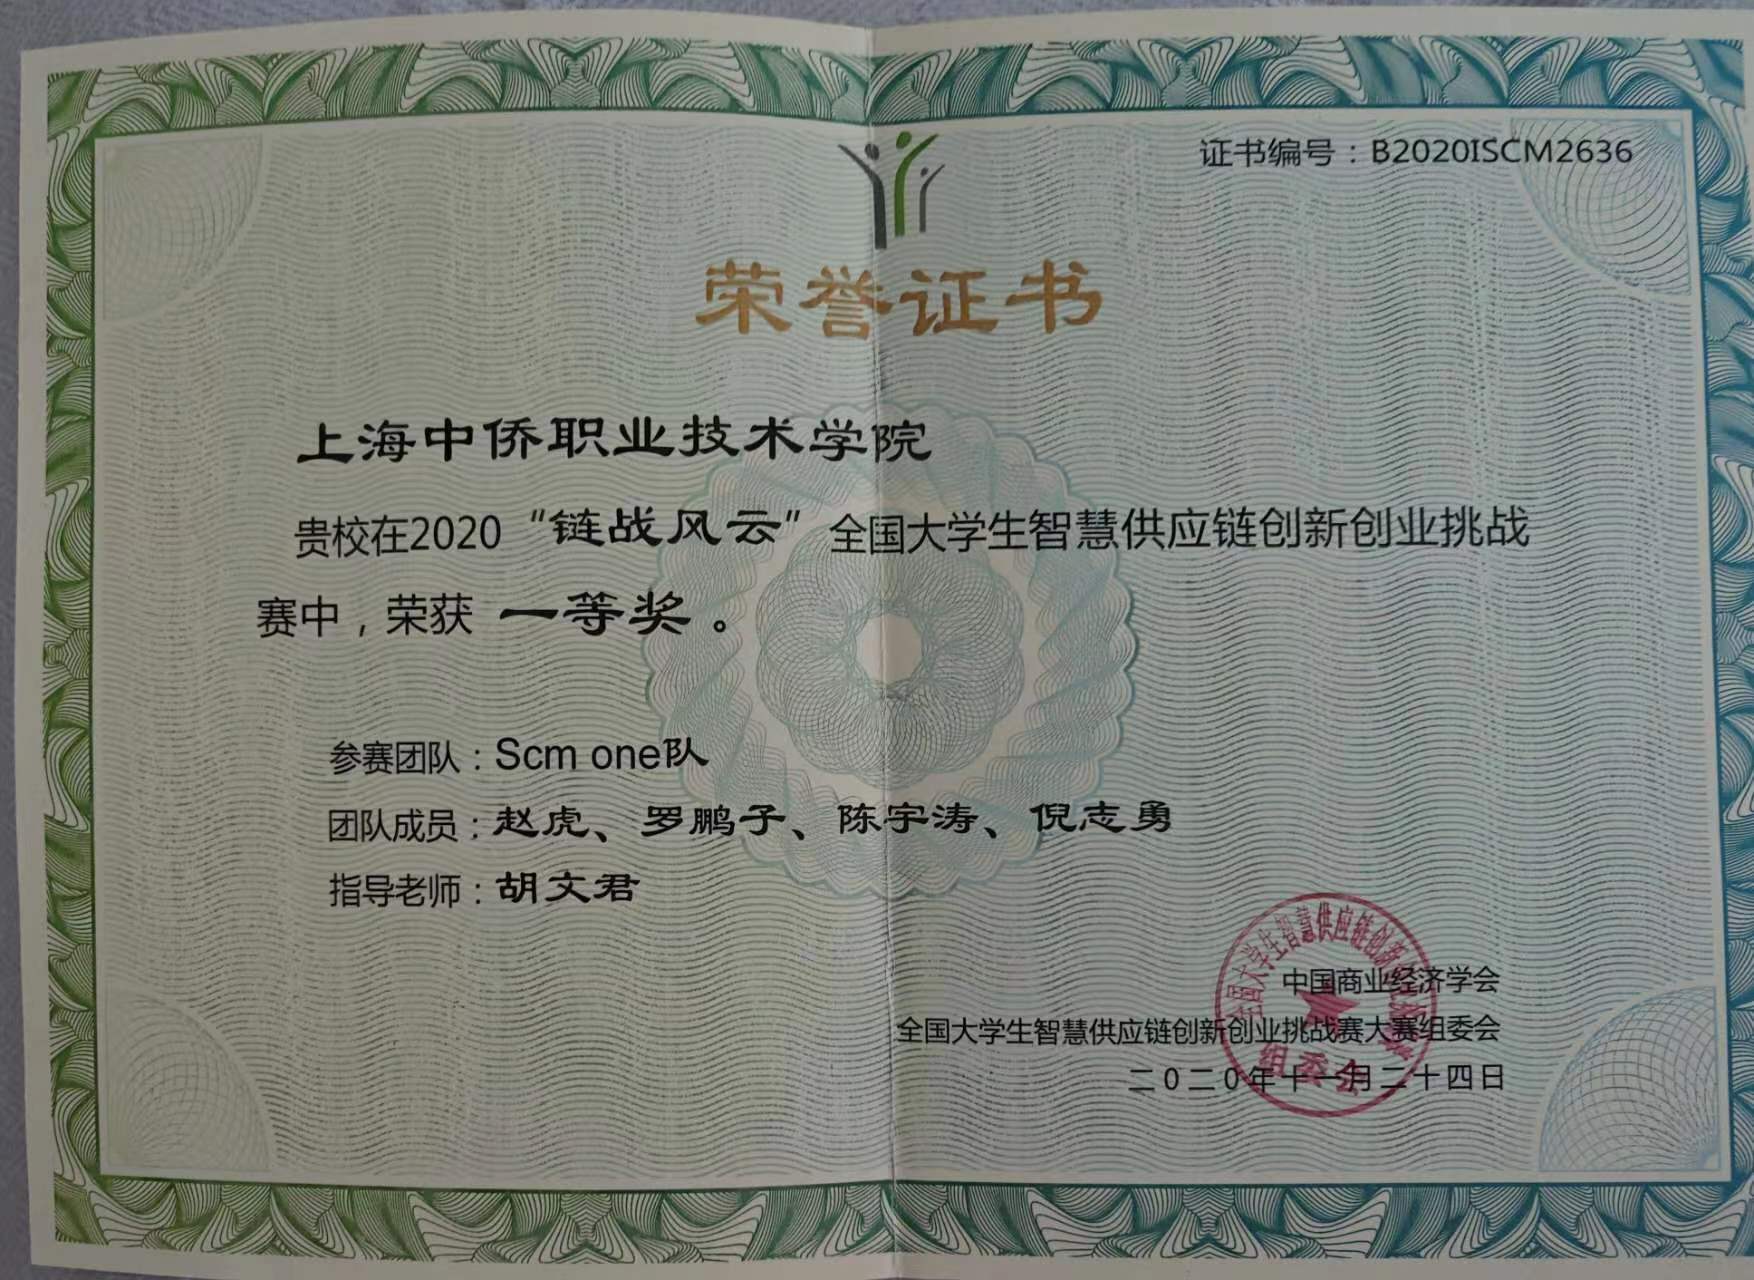 证书编号：B2020ISCM2636
荣誉证书
上海中侨职业技术学院
贵校在2020“链战风云”全国大学生智慧供应链创新创业挑战
赛中，荣获 一等奖。
参赛团队：Scm one队
团队成员：赵虎、罗鹏子、陈宇涛、倪志勇
指导老师：胡文君
中国商业经济学会
全国大学生智慧供应链创新创业挑战赛大赛组委会
二〇二〇年十一月二十四日
组委会